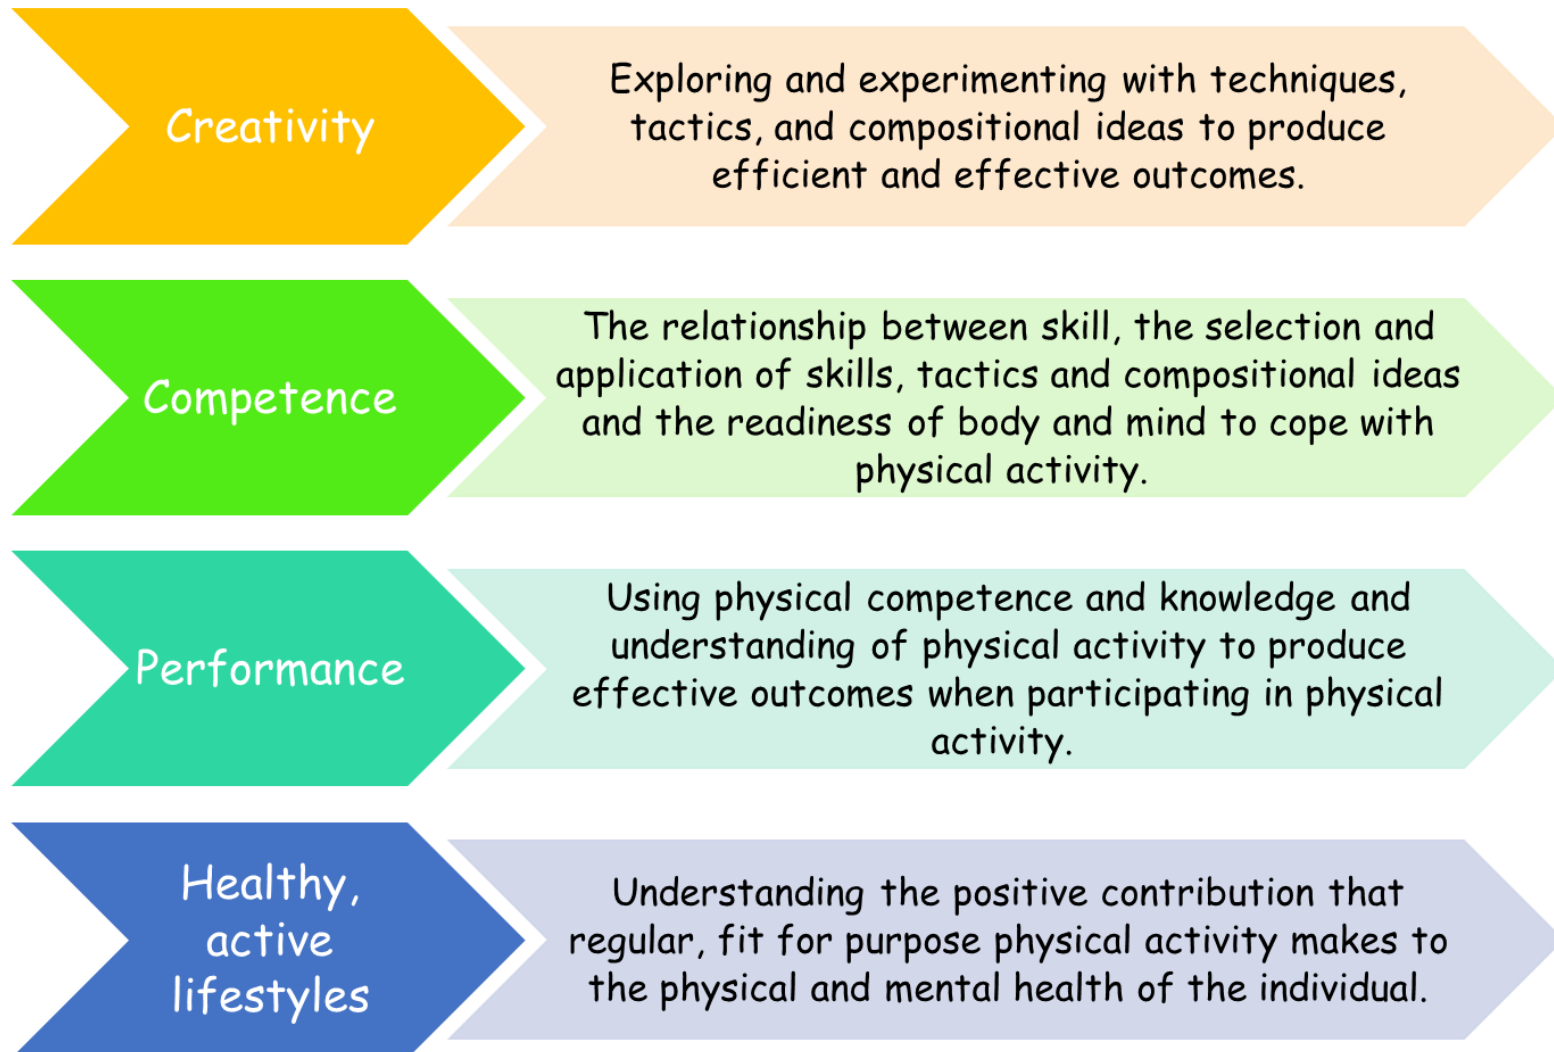 Creativity
Exploring and experimenting with techniques,
tactics, and compositional ideas to produce
efficient and effective outcomes.
Competence
The relationship between skill, the selection and
application of skills, tactics and compositional ideas
and the readiness of body and mind to cope with
physical activity.
Performance
Using physical competence and knowledge and
understanding of physical activity to produce
effective outcomes when participating in physical
activity.
Healthy,
active
lifestyles
Understanding the positive contribution that
regular, fit for purpose physical activity makes to
the physical and mental health of the individual.